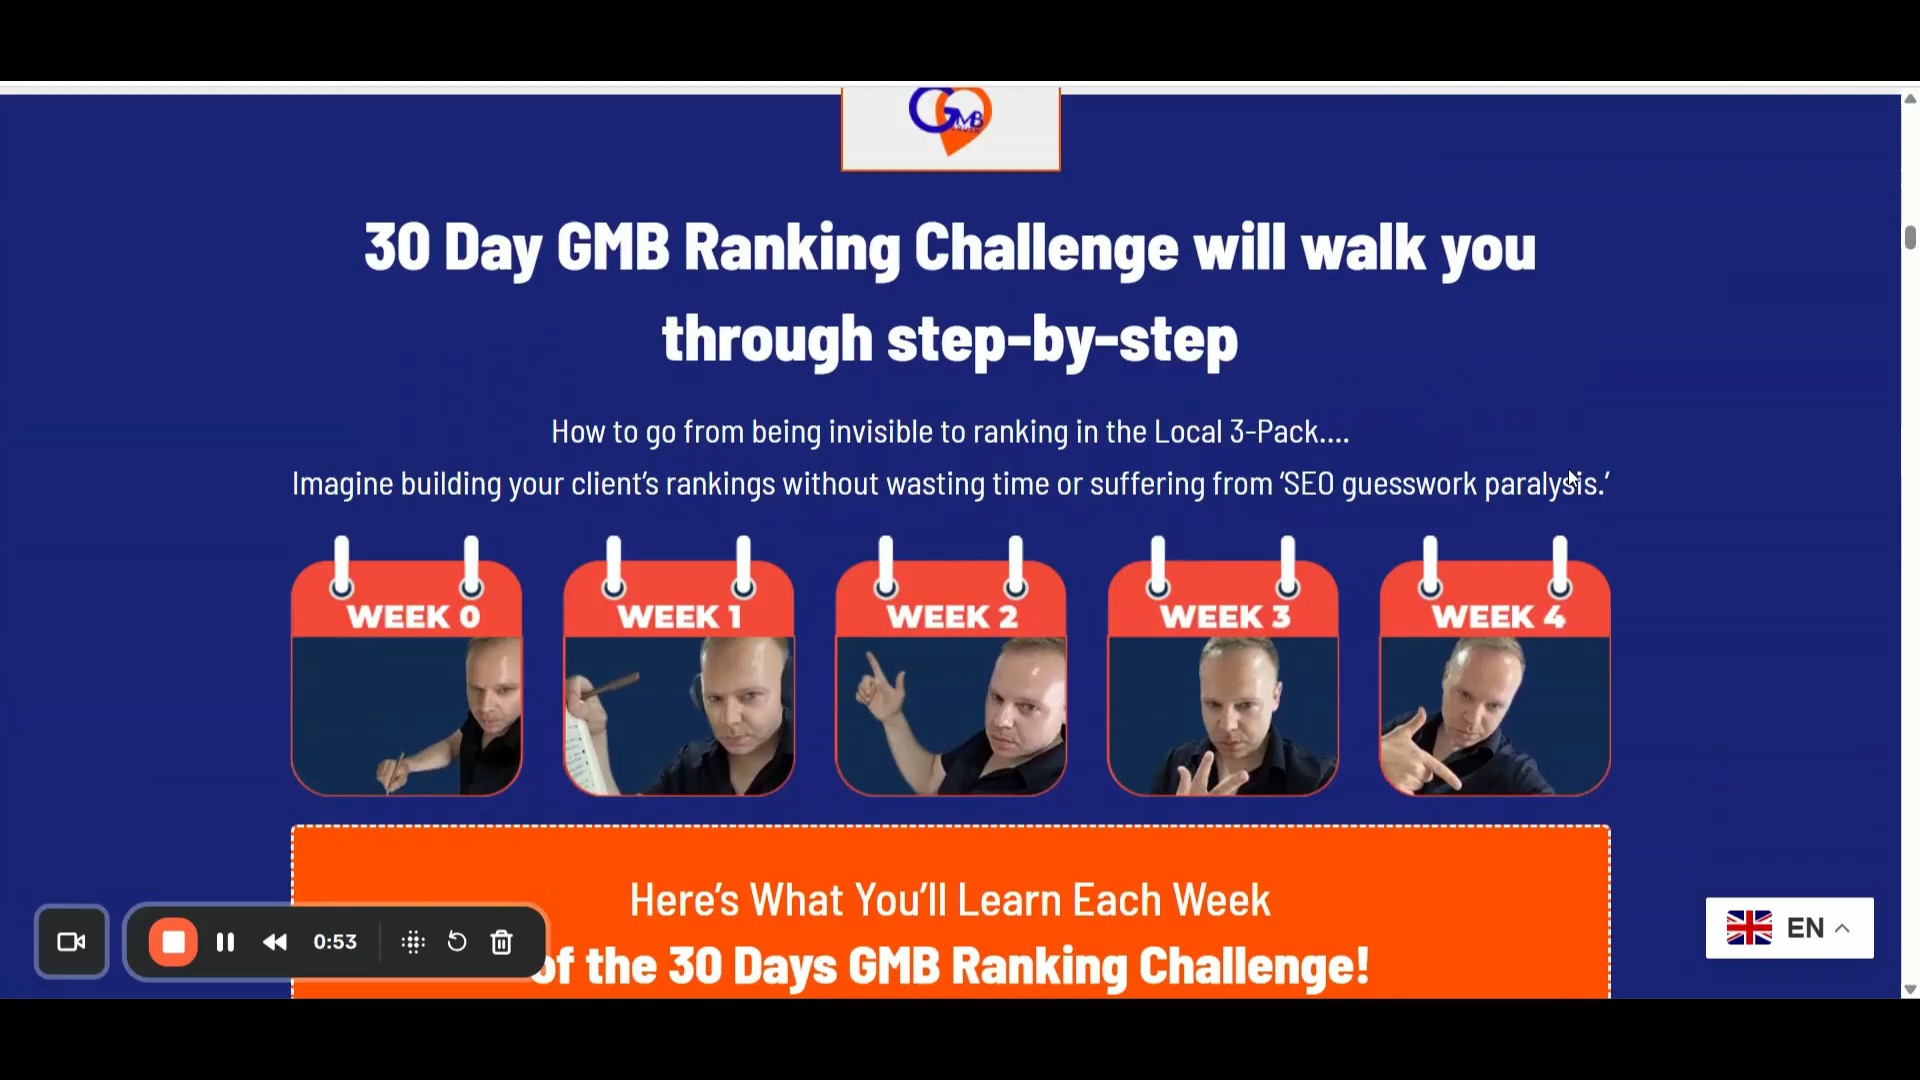 GMB
30 Day GMB Ranking Challenge will walk you
through step-by-step
How to go from being invisible to ranking in the Local 3-Pack....
Imagine building your client’s rankings without wasting time or suffering from ‘SEO guesswork paralysis.’
WEEK 0
WEEK 1
WEEK 2
WEEK 3
WEEK 4
Here’s What You’ll Learn Each Week
of the 30 Days GMB Ranking Challenge!
0:53
EN